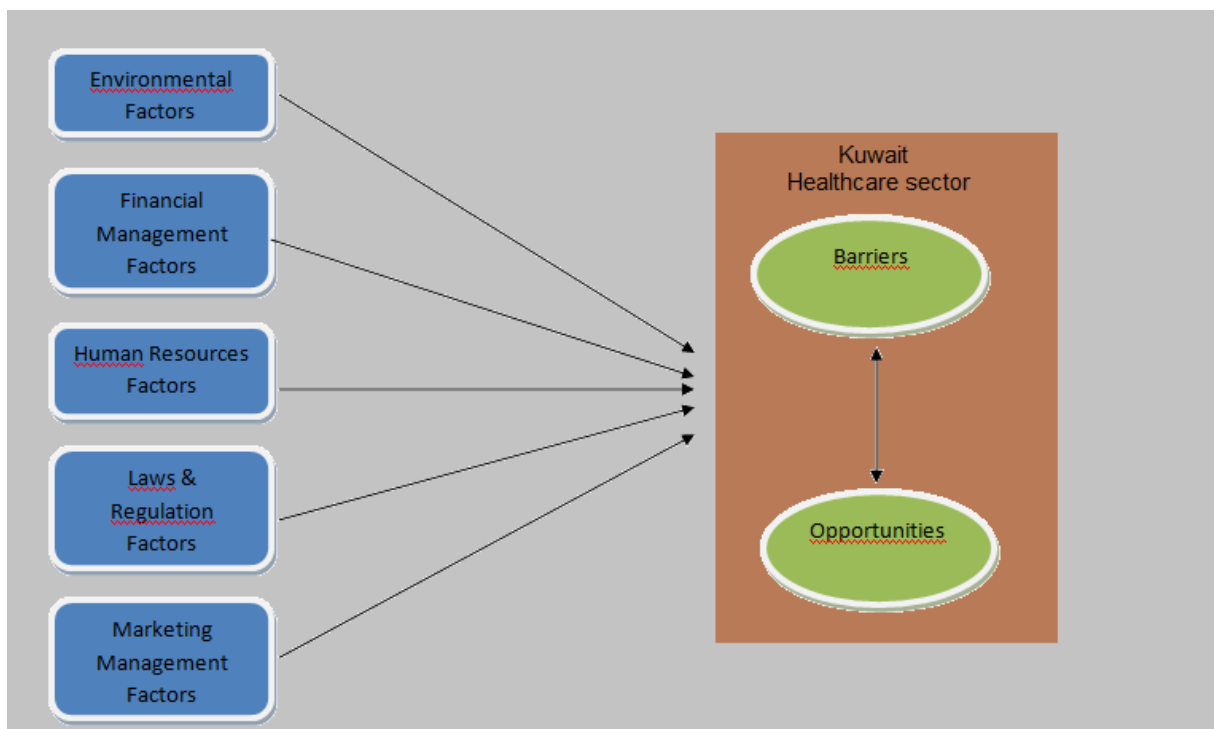 Environmental
Factors
Financial
Management
Factors
Human Resources
Factors
Laws &
Regulation
Factors
Marketing
Management
Factors
Kuwait
Healthcare sector
Barriers
Opportunities